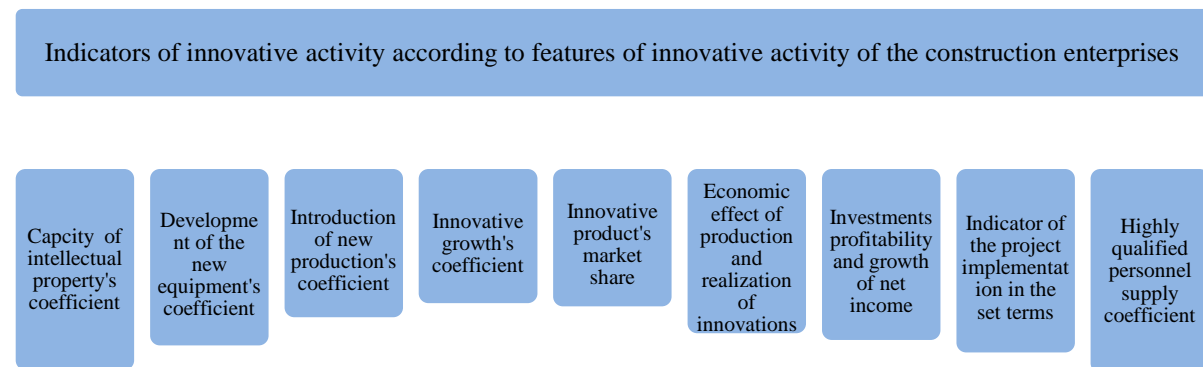 Indicators of innovative activity according to features of innovative activity of the construction enterprises
Capcity of
intellectual
property's
coefficient
Developme
nt of the
new
equipment's
coefficient
Introduction
of new
production's
coefficient
Innovative
growth's
coefficient
Innovative
product's
market
share
Economic
effect of
production
and
realization
of
innovations
Investments
profitability
and growth
of net
income
Indicator of
the project
implementat
ion in the
set terms
Highly
qualified
personnel
supply
coefficient